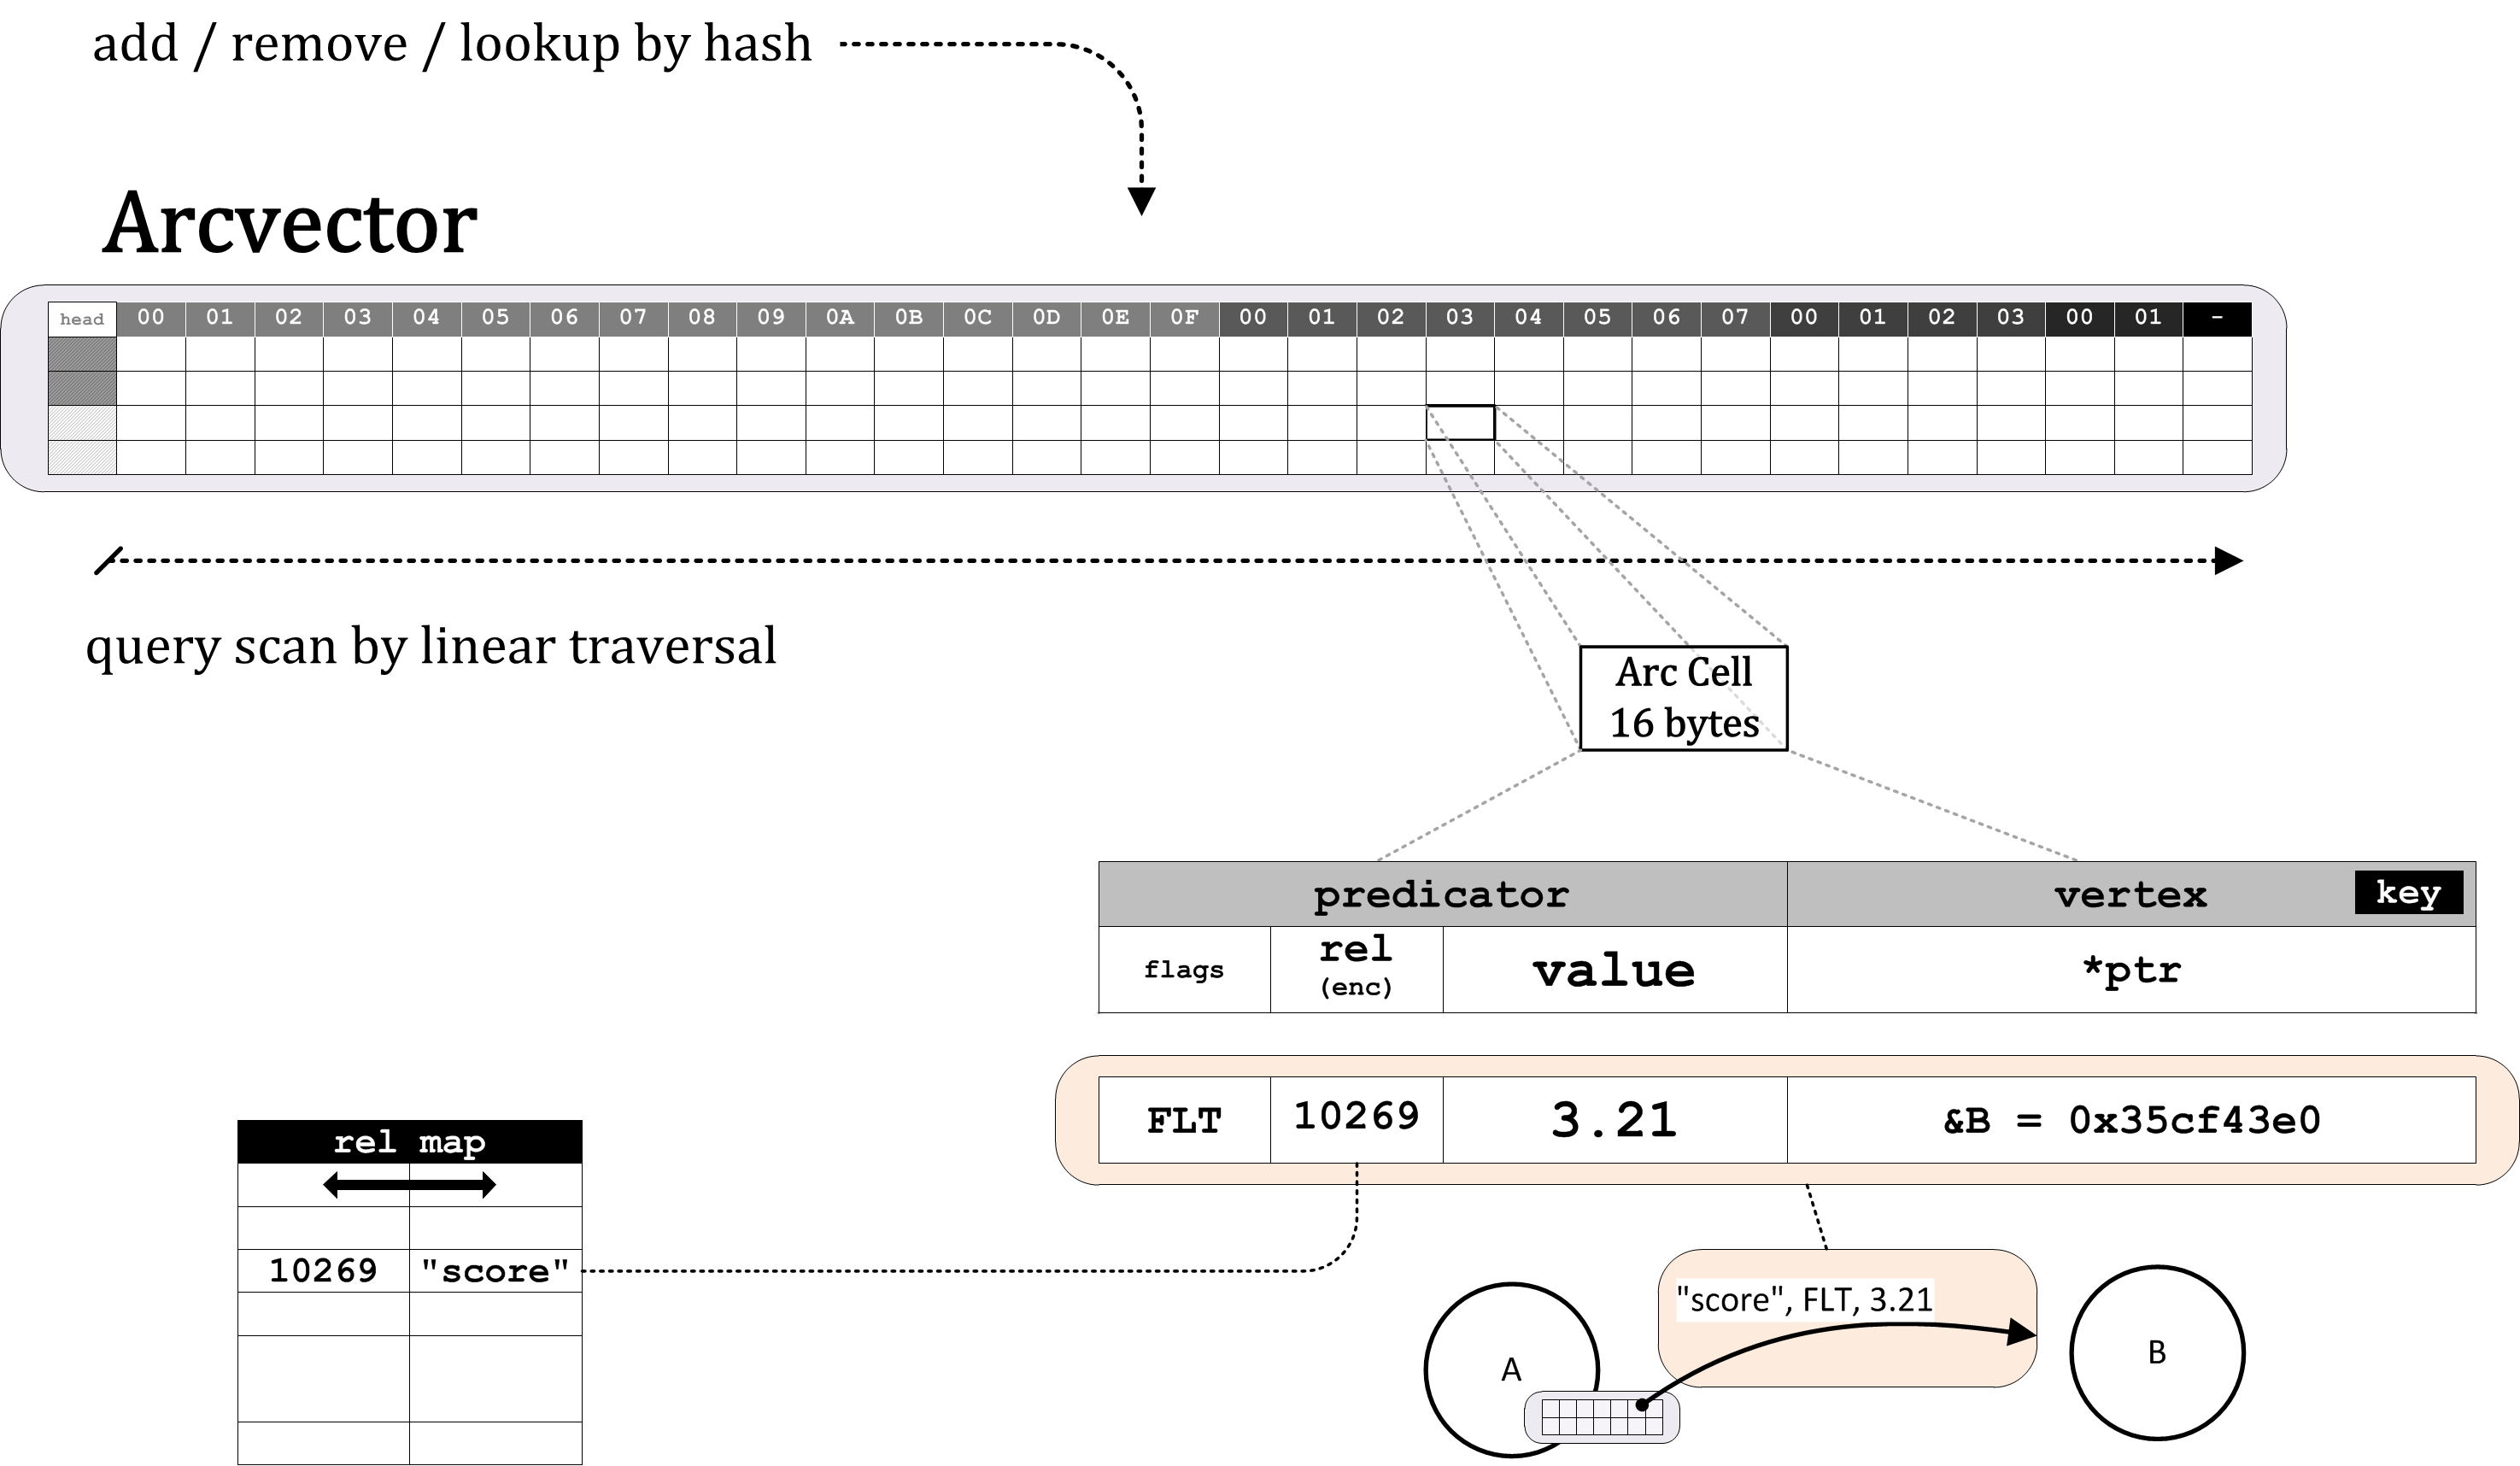 add / remove / lookup by hash
Arcvector
head 00 01 02 03 04 05 06 07 08 09 0A 0B 0C 0D 0E 0F 00 01 02 03 04 05 06 07 00 01 02 03 00 01 -
query scan by linear traversal
Arc Cell
16 bytes
predicator vertex key
flags rel (enc) value *ptr
FLT 10269 3.21 &B = 0x35cf43e0
rel map
10269 "score"
"score", FLT, 3.21
A
B